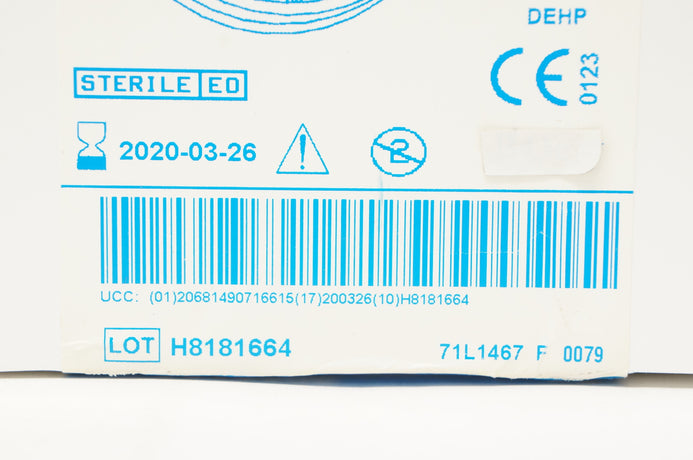 DEHP
STERILE EO
CE 0123
2020-03-26
2
UCC: (01)20681490716615(17)200326(10)H8181664
LOT H8181664
71L1467 F 0079